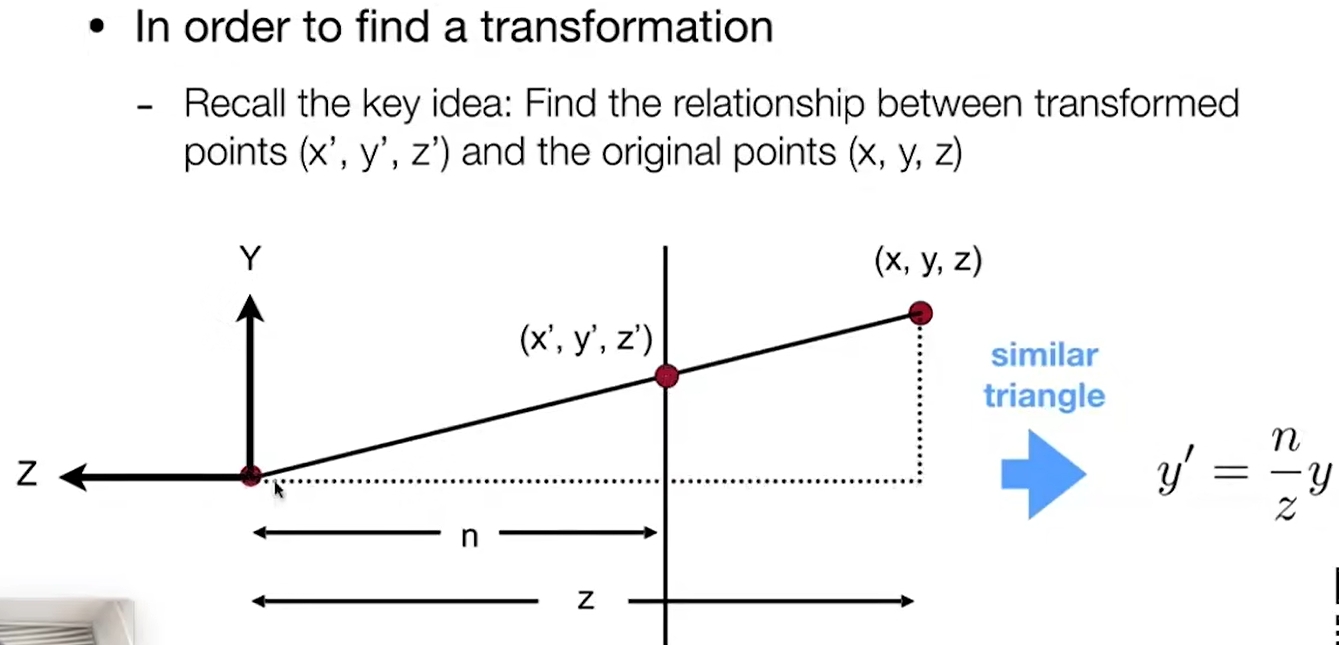 • In order to find a transformation
- Recall the key idea: Find the relationship between transformed
points (x’, y’, z’) and the original points (x, y, z)
Y
(x, y, z)
(x’, y’, z’)
similar
triangle
Z
y′ = n/z y
n
z